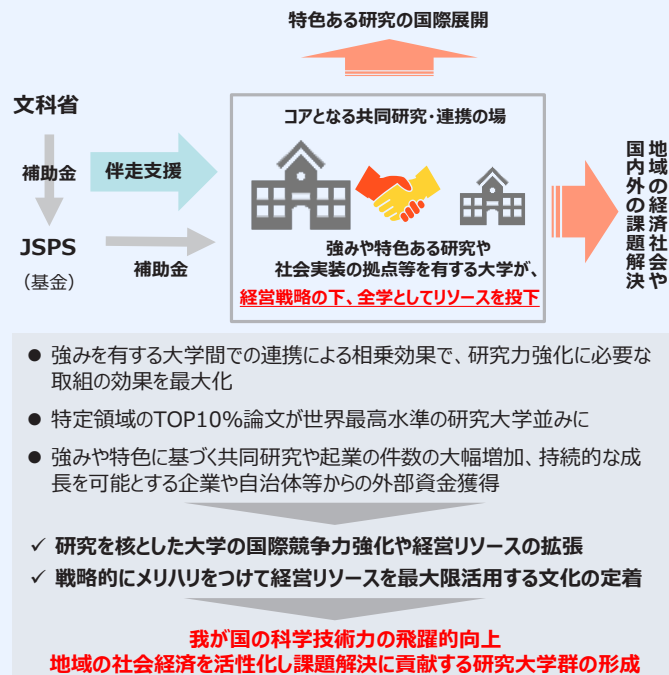 特色ある研究の国際展開
文科省
補助金
伴走支援
JSPS
（基金）
補助金
コアとなる共同研究・連携の場
強みや特色ある研究や
社会実装の拠点等を有する大学が、
経営戦略の下、全学としてリソースを投下
地域の経済社会や
国内外の課題解決
● 強みを有する大学間での連携による相乗効果で、研究力強化に必要な
取組の効果を最大化
● 特定領域のTOP10%論文が世界最高水準の研究大学並みに
● 強みや特色に基づく共同研究や起業の件数の大幅増加、持続的な成
長を可能とする企業や自治体等からの外部資金獲得
✓ 研究を核とした大学の国際競争力強化や経営リソースの拡張
✓ 戦略的にメリハリをつけて経営リソースを最大限活用する文化の定着
我が国の科学技術力の飛躍的向上
地域の社会経済を活性化し課題解決に貢献する研究大学群の形成